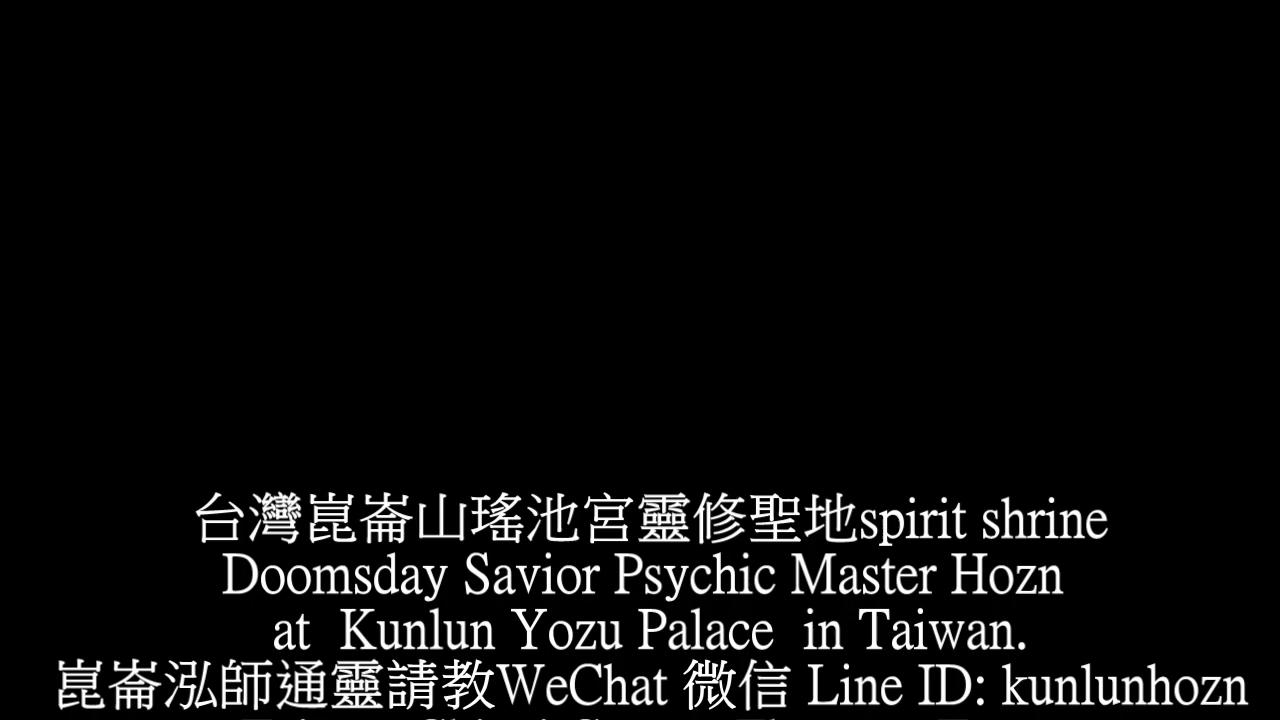 台灣崑崙山瑤池宮靈修聖地spirit shrine
Doomsday Savior Psychic Master Hozn
at Kunlun Yozu Palace in Taiwan.
崑崙泓師通靈請教WeChat 微信 Line ID: kunlunhozn